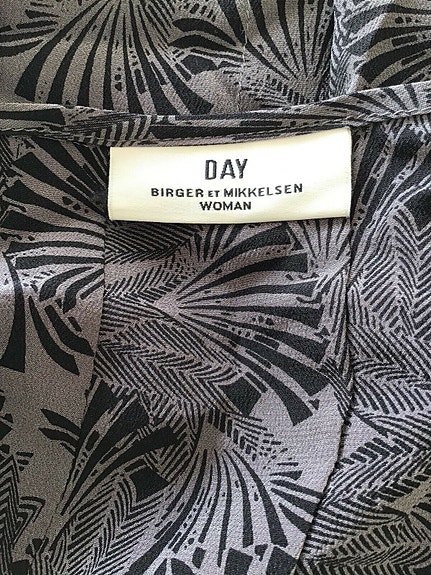 DAY
BIRGER ET MIKKELSEN
WOMAN